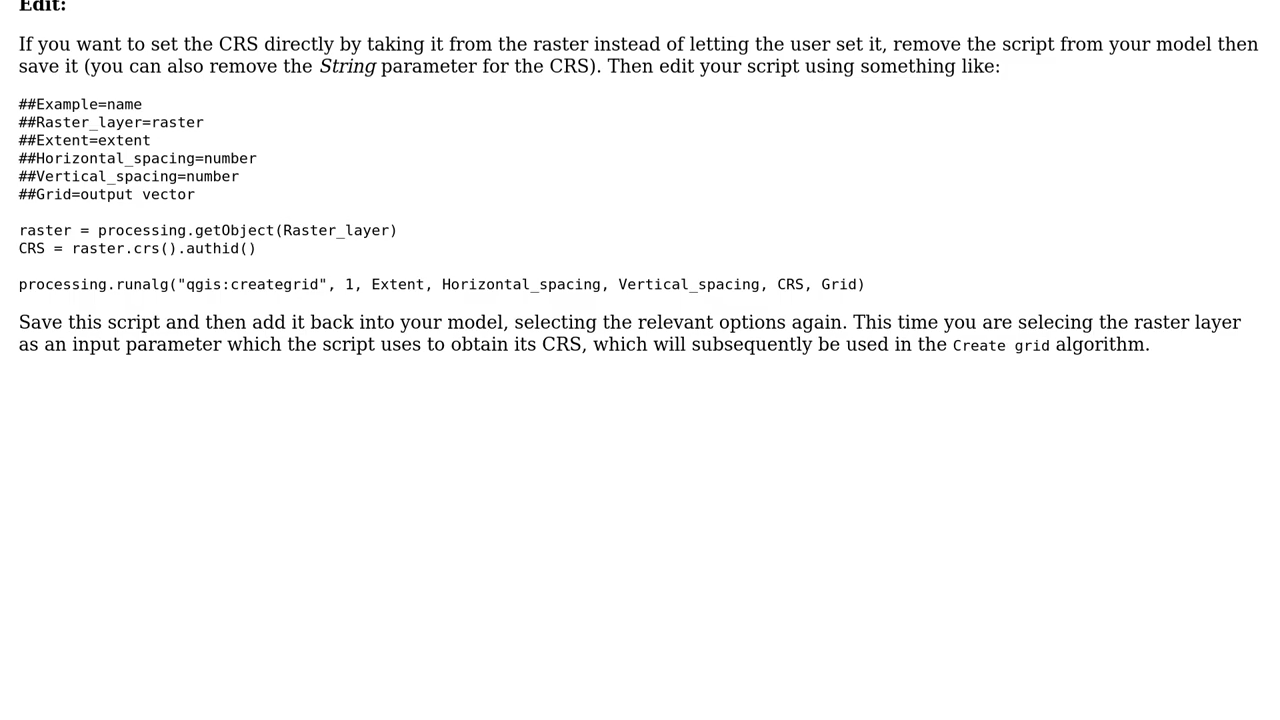 Edit:
If you want to set the CRS directly by taking it from the raster instead of letting the user set it, remove the script from your model then
save it (you can also remove the String parameter for the CRS). Then edit your script using something like:
##Example=name
##Raster_layer=raster
##Extent=extent
##Horizontal_spacing=number
##Vertical_spacing=number
##Grid=output vector
raster = processing.getObject(Raster_layer)
CRS = raster.crs().authid()
processing.runalg("qgis:creategrid", 1, Extent, Horizontal_spacing, Vertical_spacing, CRS, Grid)
Save this script and then add it back into your model, selecting the relevant options again. This time you are selecing the raster layer
as an input parameter which the script uses to obtain its CRS, which will subsequently be used in the Create grid algorithm.